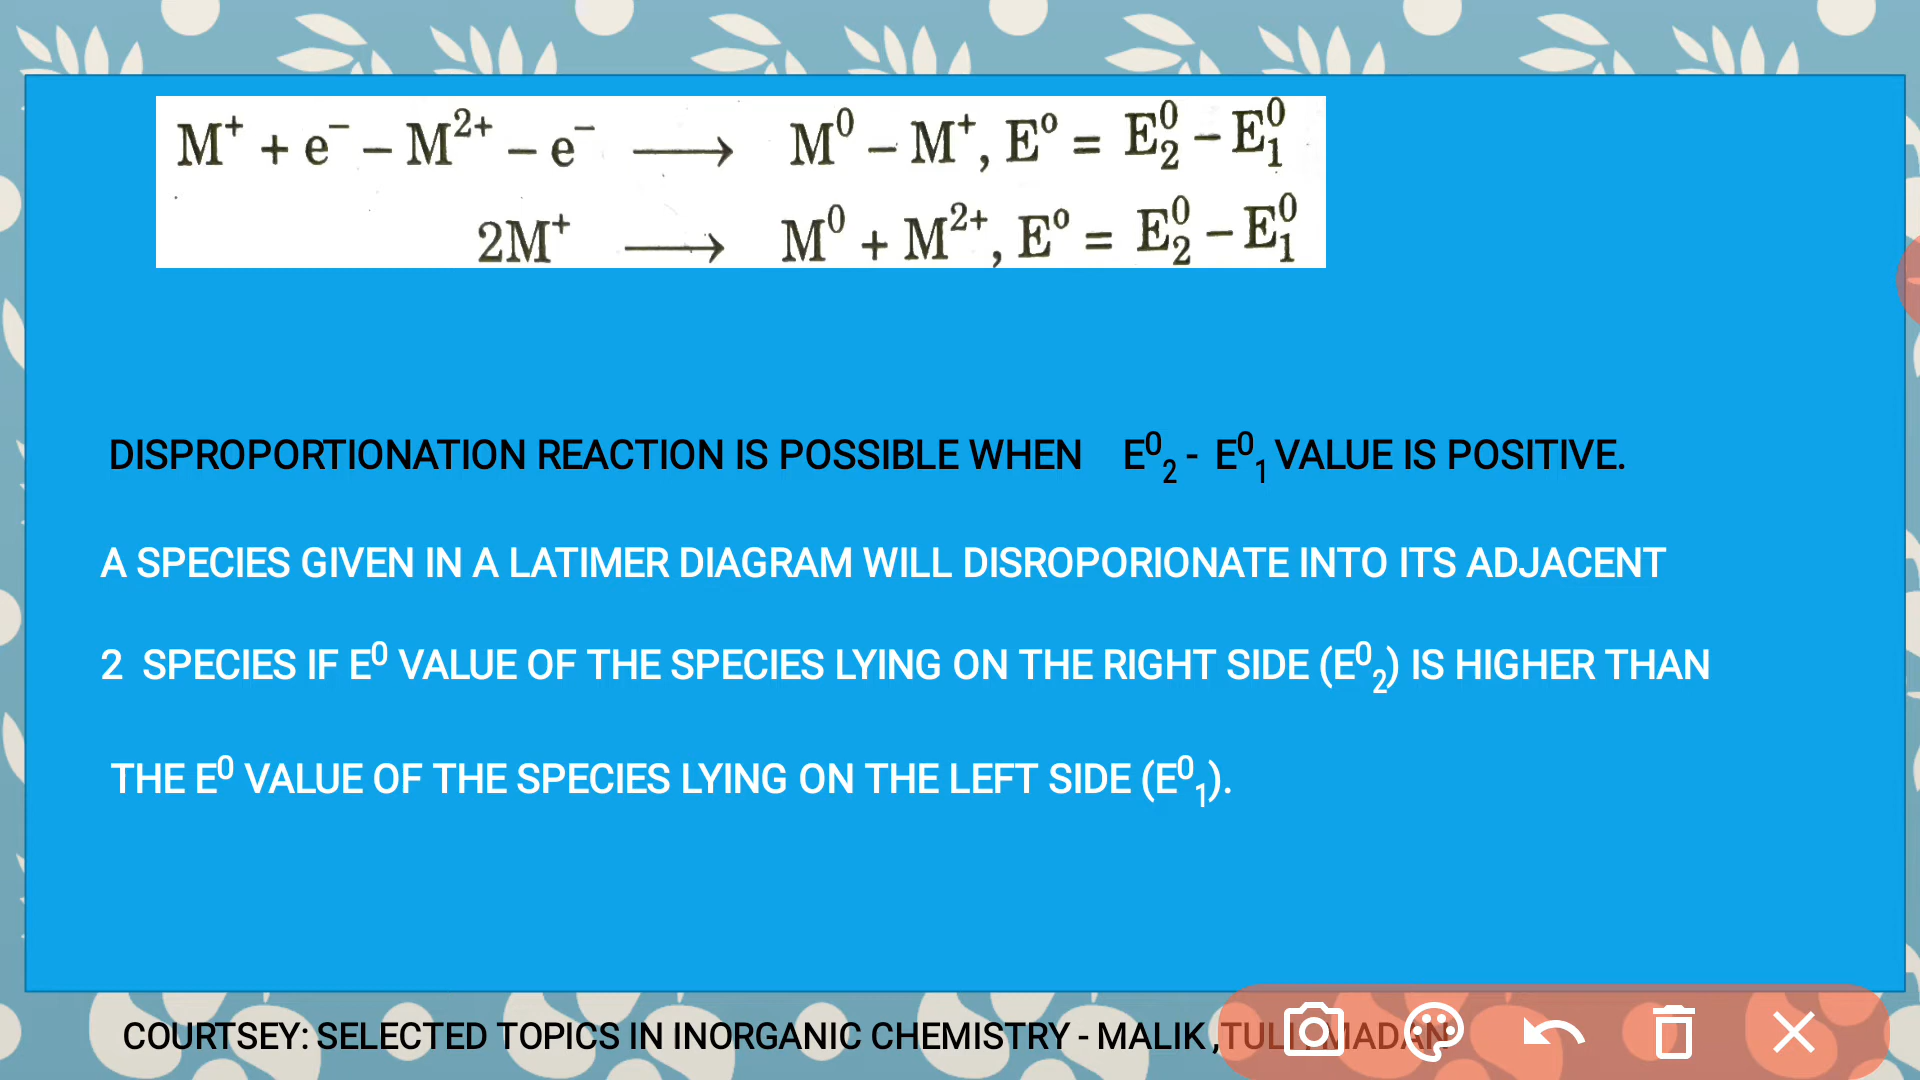 M⁺ + e⁻ – M²⁺ – e⁻ ⟶ M⁰ – M⁺, E° = E⁰₂ – E⁰₁
2M⁺ ⟶ M⁰ + M²⁺, E° = E⁰₂ – E⁰₁
DISPROPORTIONATION REACTION IS POSSIBLE WHEN E⁰₂ - E⁰₁ VALUE IS POSITIVE.
A SPECIES GIVEN IN A LATIMER DIAGRAM WILL DISROPORIONATE INTO ITS ADJACENT
2 SPECIES IF E⁰ VALUE OF THE SPECIES LYING ON THE RIGHT SIDE (E⁰₂) IS HIGHER THAN
THE E⁰ VALUE OF THE SPECIES LYING ON THE LEFT SIDE (E⁰₁).
COURTSEY: SELECTED TOPICS IN INORGANIC CHEMISTRY - MALIK ,TULI , MADAN